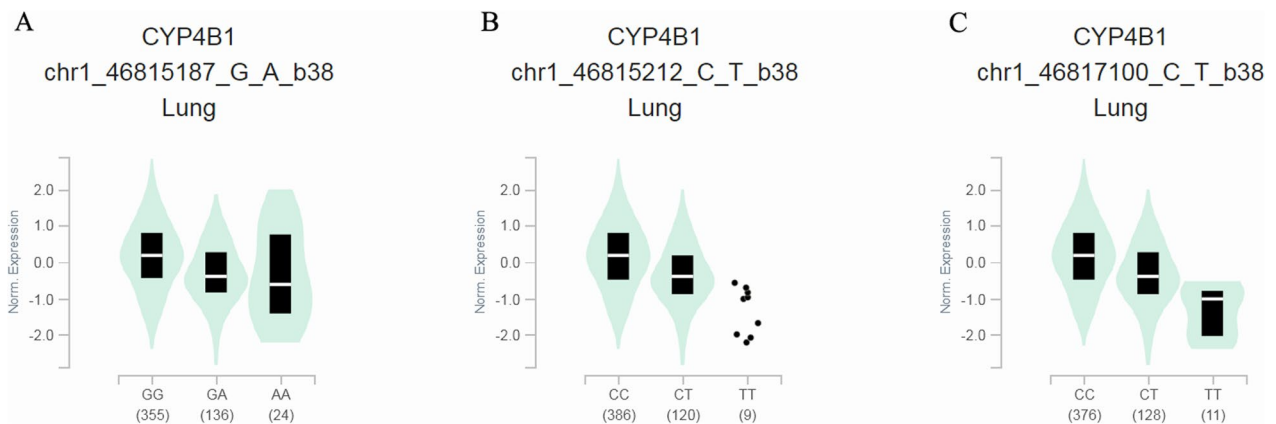 A
CYP4B1
chr1_46815187_G_A_b38
Lung
Norm. Expression
2.0
1.0
0.0
-1.0
-2.0
GG
GA
AA
(355)
(136)
(24)
B
CYP4B1
chr1_46815212_C_T_b38
Lung
Norm. Expression
2.0
1.0
0.0
-1.0
-2.0
CC
CT
TT
(386)
(120)
(9)
C
CYP4B1
chr1_46817100_C_T_b38
Lung
Norm. Expression
2.0
1.0
0.0
-1.0
-2.0
CC
CT
TT
(376)
(128)
(11)